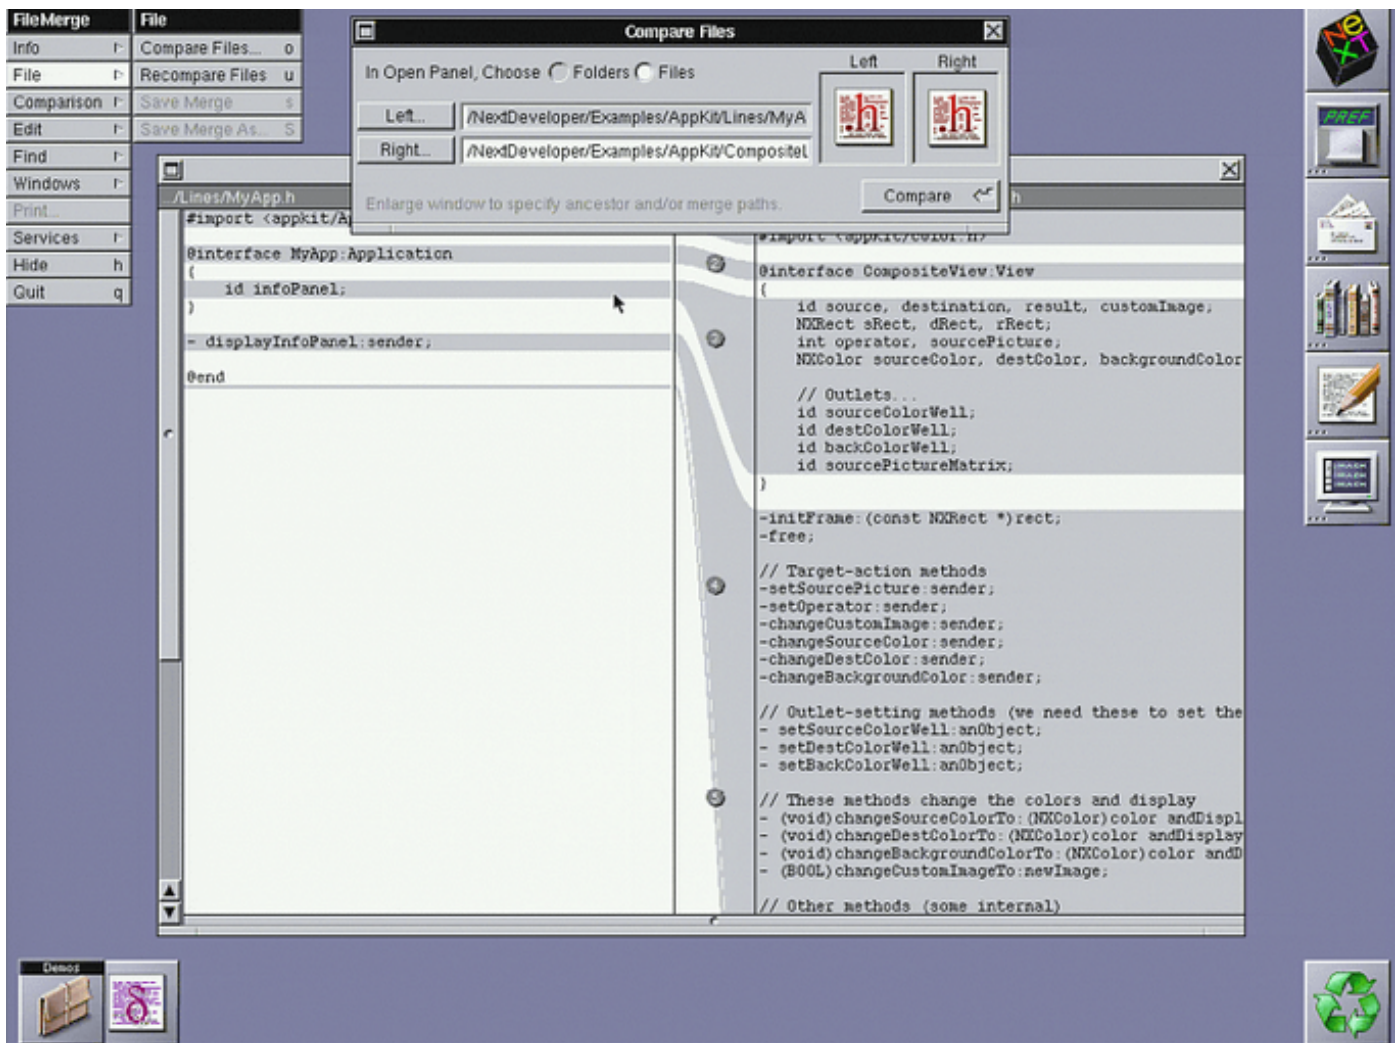 FileMerge
Info
File
Comparison
Edit
Find
Windows
Print...
Services
Hide h
Quit q
File
Compare Files... o
Recompare Files u
Save Merge s
Save Merge As... S
Compare Files
In Open Panel, Choose Folders Files
Left... /NextDeveloper/Examples/AppKit/Lines/MyA
Right... /NextDeveloper/Examples/AppKit/Composite
Left Right
.h .h
Enlarge window to specify ancestor and/or merge paths.
Compare
/Lines/MyApp.h
#import <appkit/Ap
@interface MyApp:Application
{
id infoPanel;
}
- displayInfoPanel:sender;
@end
h
#import <appkit/color.h>
@interface CompositeView:View
{
id source, destination, result, customImage;
NXRect sRect, dRect, rRect;
int operator, sourcePicture;
NXColor sourceColor, destColor, backgroundColor
// Outlets...
id sourceColorWell;
id destColorWell;
id backColorWell;
id sourcePictureMatrix;
}
-initFrame:(const NXRect *)rect;
-free;
// Target-action methods
-setSourcePicture:sender;
-setOperator:sender;
-changeCustomImage:sender;
-changeSourceColor:sender;
-changeDestColor:sender;
-changeBackgroundColor:sender;
// Outlet-setting methods (we need these to set the
- setSourceColorWell:anObject;
- setDestColorWell:anObject;
- setBackColorWell:anObject;
// These methods change the colors and display
- (void)changeSourceColorTo:(NXColor)color andDispl
- (void)changeDestColorTo:(NXColor)color andDisplay
- (void)changeBackgroundColorTo:(NXColor)color andD
- (BOOL)changeCustomImageTo:newImage;
// Other methods (some internal)
NeXT
PREF
Demos
δ